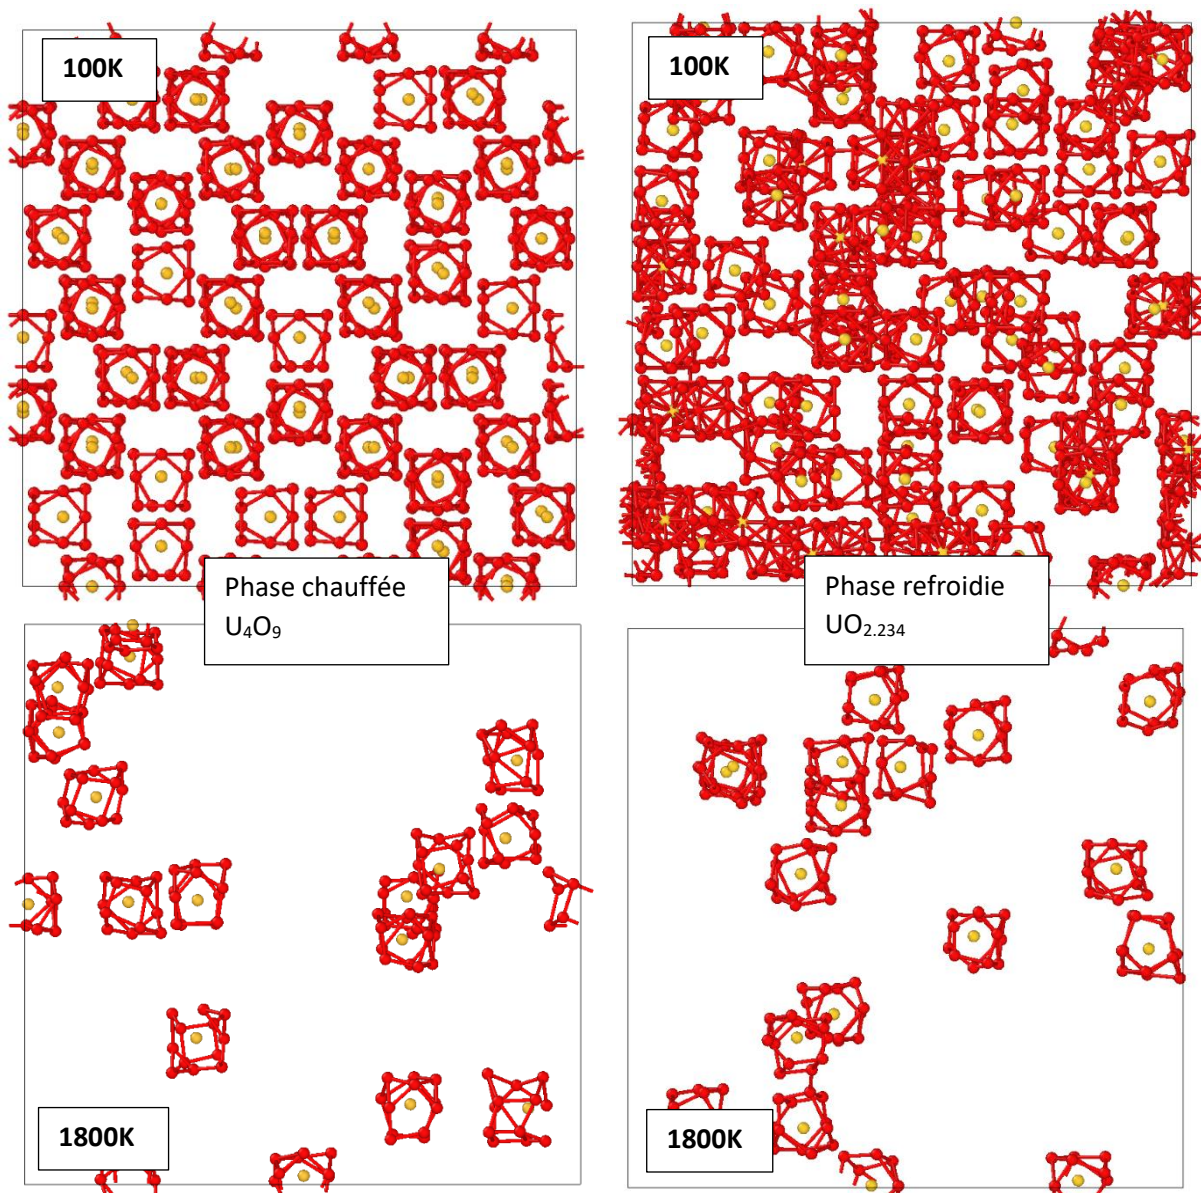 100K
100K
Phase chauffée
U₄O₉
Phase refroidie
UO₂.₂₃₄
1800K
1800K